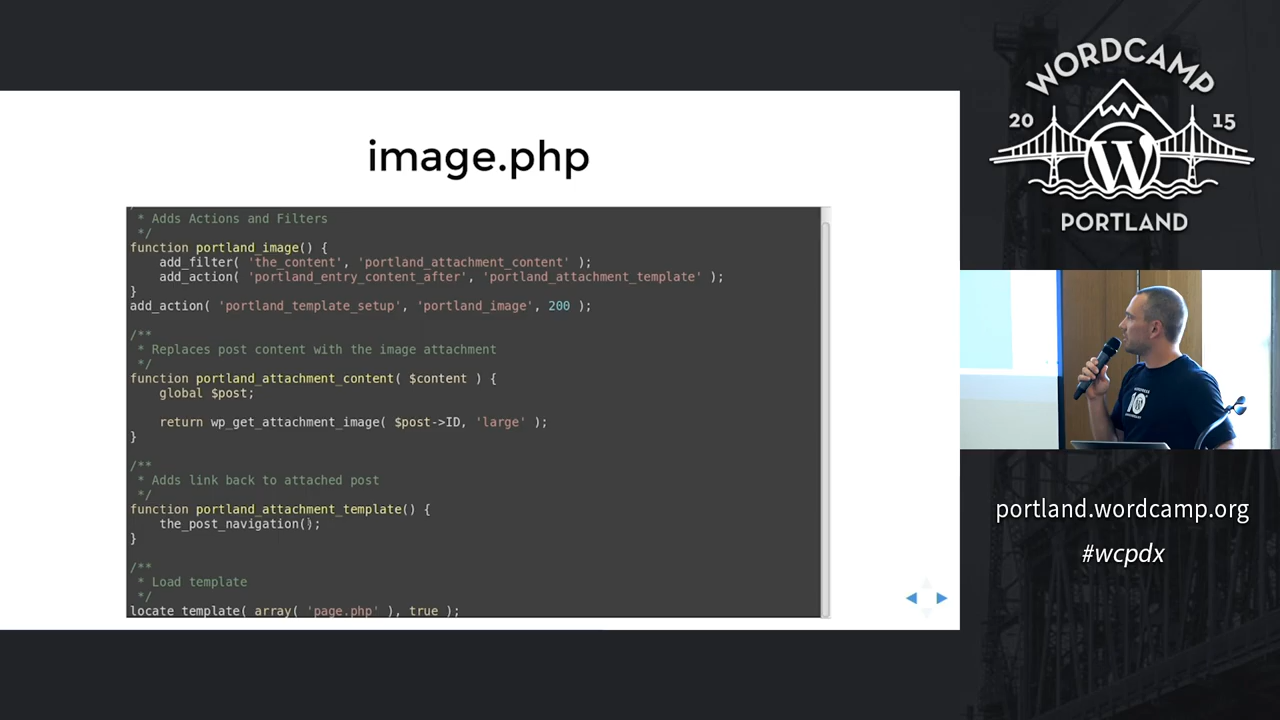 image.php
* Adds Actions and Filters
*/
function portland_image() {
add_filter( 'the_content', 'portland_attachment_content' );
add_action( 'portland_entry_content_after', 'portland_attachment_template' );
}
add_action( 'portland_template_setup', 'portland_image', 200 );
/**
* Replaces post content with the image attachment
*/
function portland_attachment_content( $content ) {
global $post;
return wp_get_attachment_image( $post->ID, 'large' );
}
/**
* Adds link back to attached post
*/
function portland_attachment_template() {
the_post_navigation();
}
/**
* Load template
*/
locate_template( array( 'page.php' ), true );
WORDCAMP
20 15
W
PORTLAND
10
portland.wordcamp.org
#wcpdx